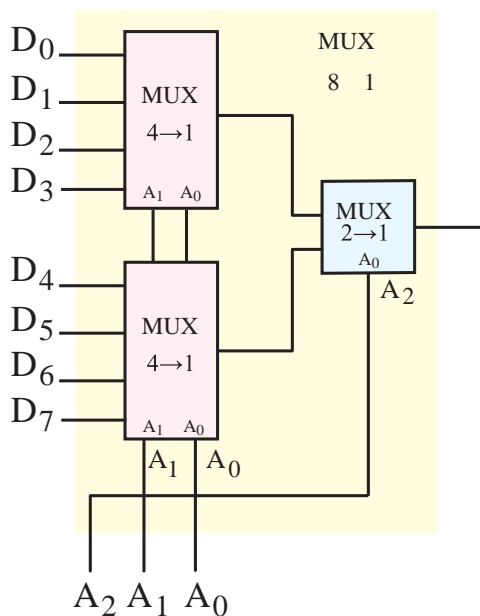 D0
D1
D2
D3
MUX
4→1
A1 A0
MUX
8 1
D4
D5
D6
D7
MUX
4→1
A1 A0
MUX
2→1
A0
A2
A1 A0
A2 A1 A0